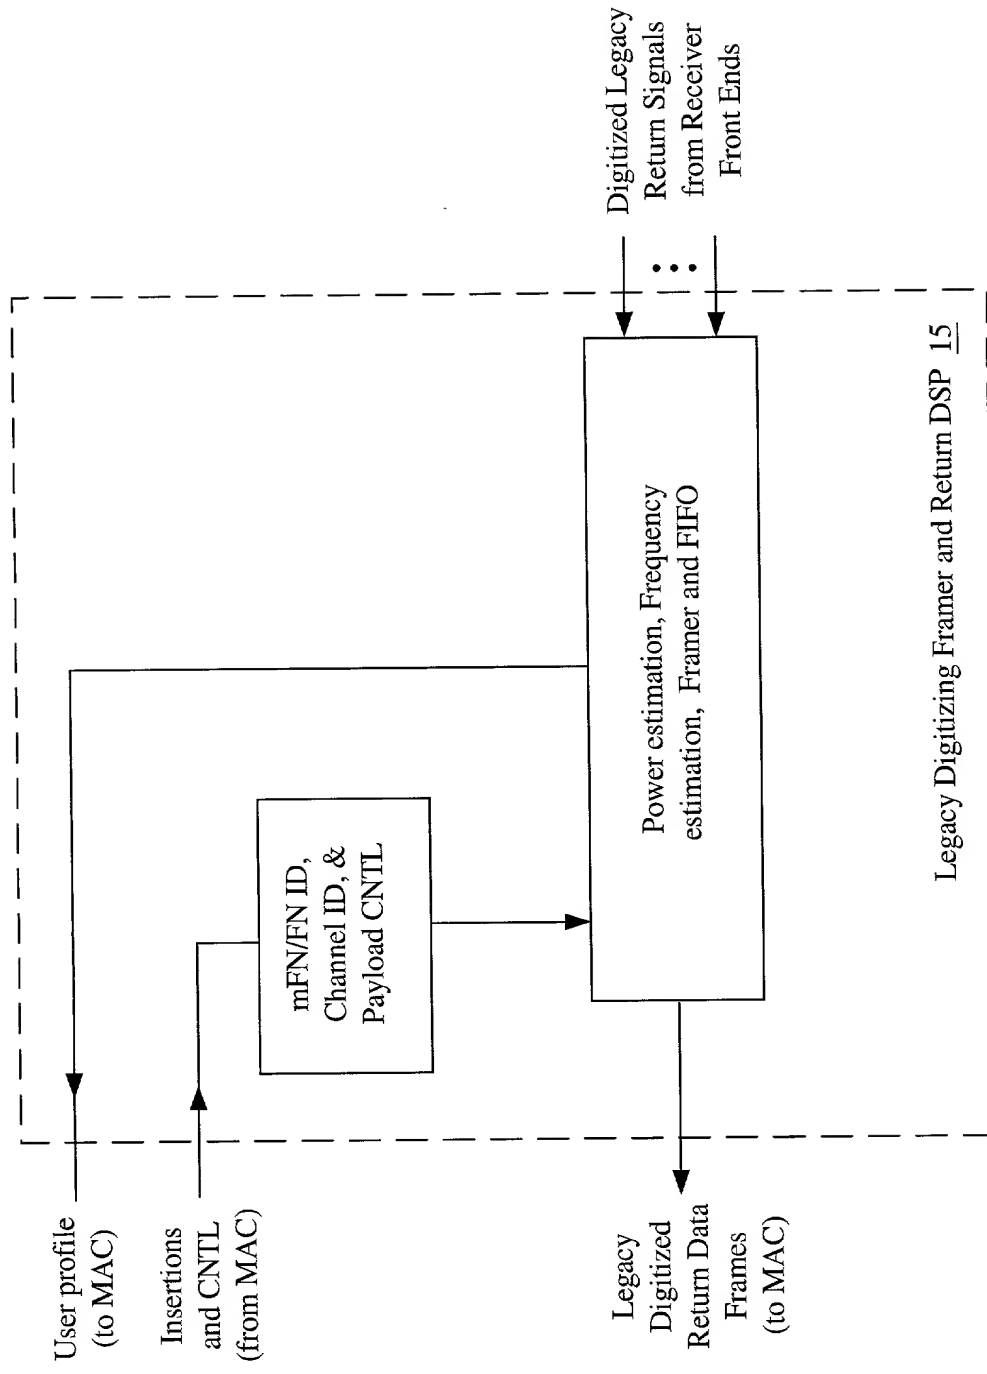 User profile
(to MAC)
Insertions
and CNTL
(from MAC)
mFN/FN ID,
Channel ID, &
Payload CNTL
Digitized Legacy
Return Signals
from Receiver
Front Ends
Power estimation, Frequency
estimation, Framer and FIFO
Legacy
Digitized
Return Data
Frames
(to MAC)
Legacy Digitizing Framer and Return DSP 15